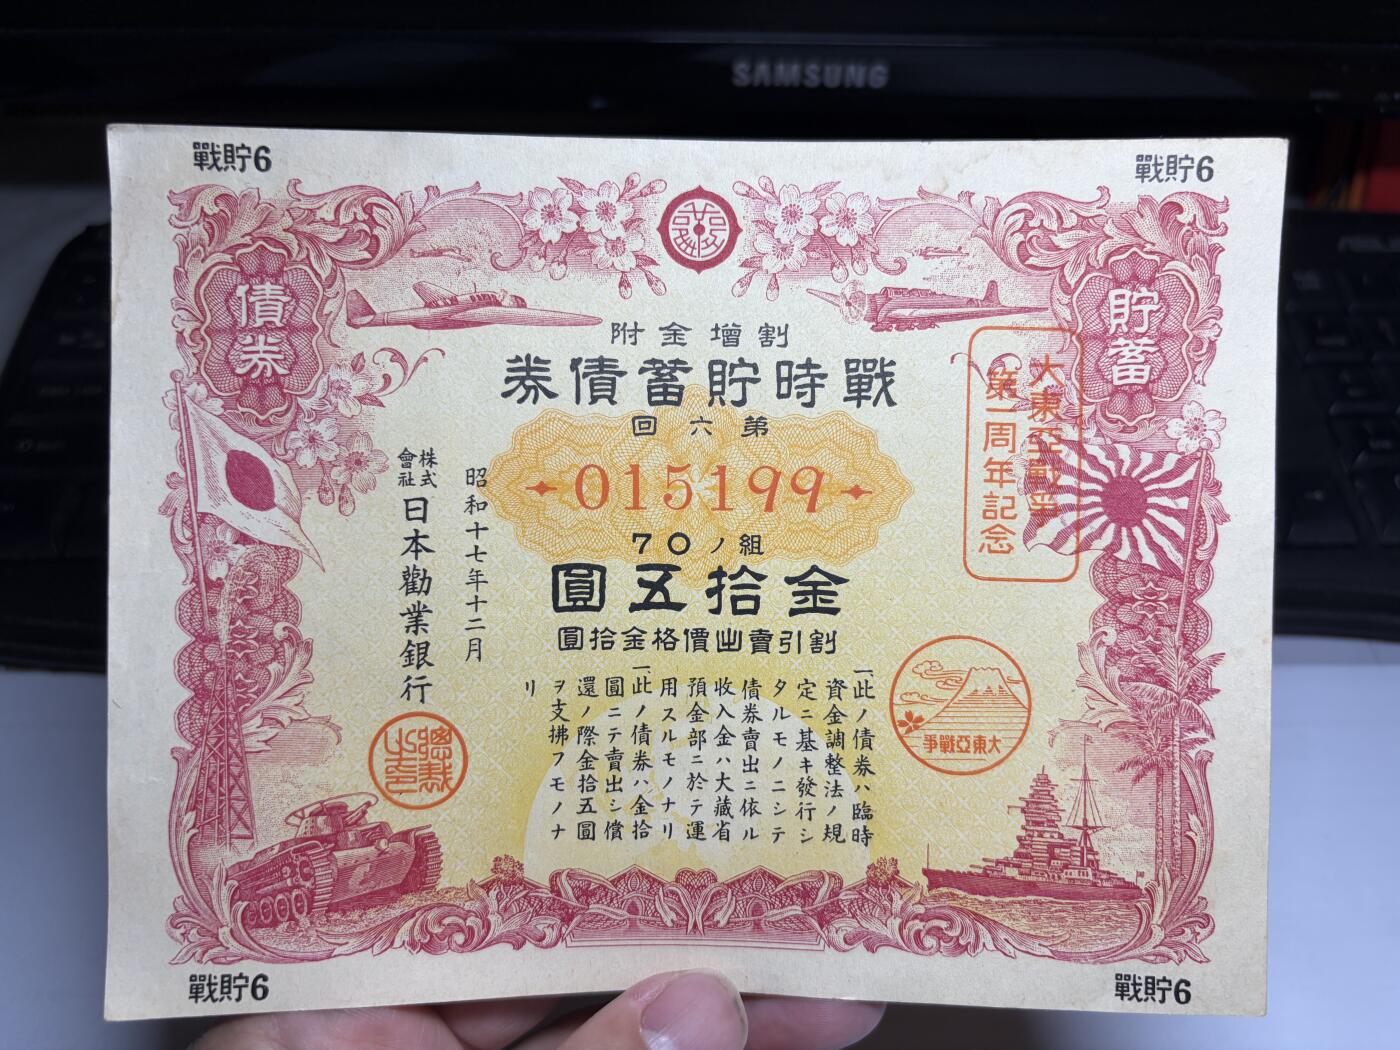 SAMSUNG
戰貯6
戰貯6
貯蓄
債券
割增金附
戰時貯蓄債券
第六回
015199
70ノ組
金拾五圓
割引賣出價格金拾圓
大東亞戰爭
第一周年記念
一、此ノ債券ハ臨時
資金調整法ノ規
定ニ基キ發行シ
タルモノニシテ
債券賣出ニ依ル
收入金ハ大藏省
預金部ニ於テ運
用スルモノナリ
一、此ノ債券ハ金拾
圓ニテ賣出シ償
還ノ際金拾五圓
ヲ支拂フモノナ
リ
昭和十七年十二月
株式會社日本勸業銀行
大東亞戰爭
戰貯6
戰貯6